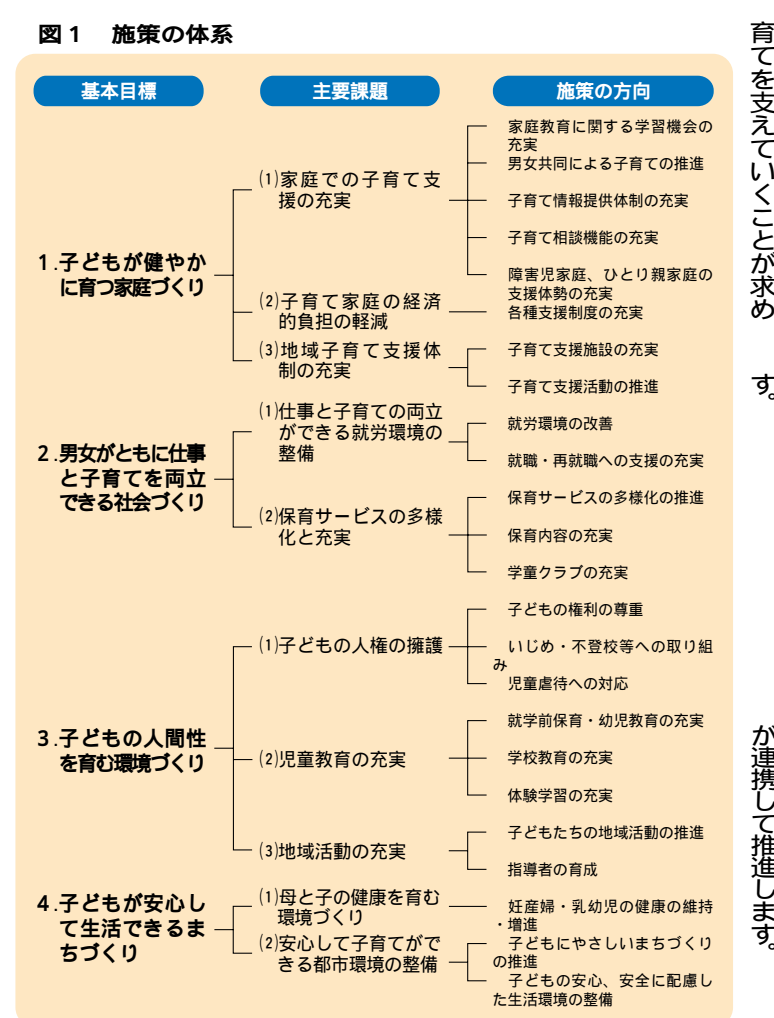 図1 施策の体系
基本目標
主要課題
施策の方向
1.子どもが健やか
に育つ家庭づくり
(1)家庭での子育て支
援の充実
家庭教育に関する学習機会の
充実
男女共同による子育ての推進
子育て情報提供体制の充実
子育て相談機能の充実
障害児家庭、ひとり親家庭の
支援体勢の充実
(2)子育て家庭の経済
的負担の軽減
各種支援制度の充実
(3)地域子育て支援体
制の充実
子育て支援施設の充実
子育て支援活動の推進
2.男女がともに仕事
と子育てを両立
できる社会づくり
(1)仕事と子育ての両立
ができる就労環境の
整備
就労環境の改善
就職・再就職への支援の充実
(2)保育サービスの多様
化と充実
保育サービスの多様化の推進
保育内容の充実
学童クラブの充実
3.子どもの人間性
を育む環境づくり
(1)子どもの人権の擁護
子どもの権利の尊重
いじめ・不登校等への取り組
み
児童虐待への対応
(2)児童教育の充実
就学前保育・幼児教育の充実
学校教育の充実
体験学習の充実
(3)地域活動の充実
子どもたちの地域活動の推進
指導者の育成
4.子どもが安心し
て生活できるま
ちづくり
(1)母と子の健康を育む
環境づくり
妊産婦・乳幼児の健康の維持
・増進
(2)安心して子育てがで
きる都市環境の整備
子どもにやさしいまちづくり
の推進
子どもの安心、安全に配慮し
た生活環境の整備
育てを支えていくことが求め
す。
が連携して推進します。